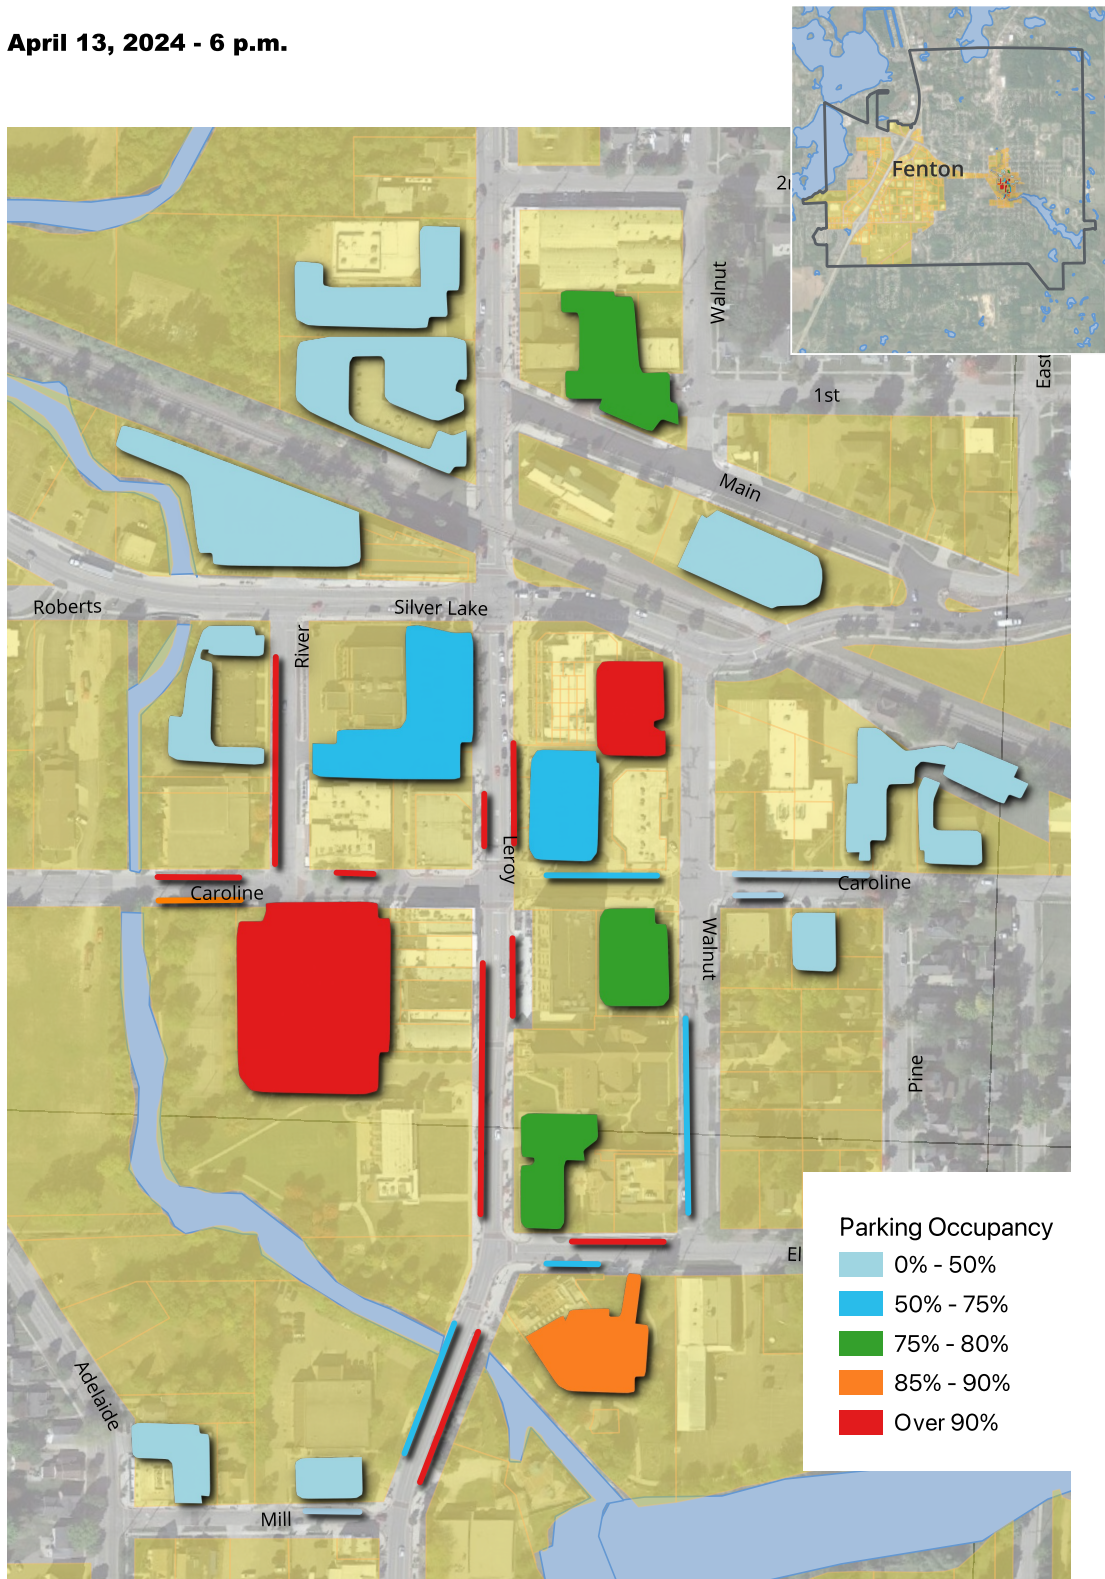 April 13, 2024 - 6 p.m.
Fenton
Walnut
East
1st
Main
Roberts
Silver Lake
River
Leroy
Caroline
Caroline
Walnut
Pine
Adelaide
Mill
Parking Occupancy
0% - 50%
50% - 75%
75% - 80%
85% - 90%
Over 90%